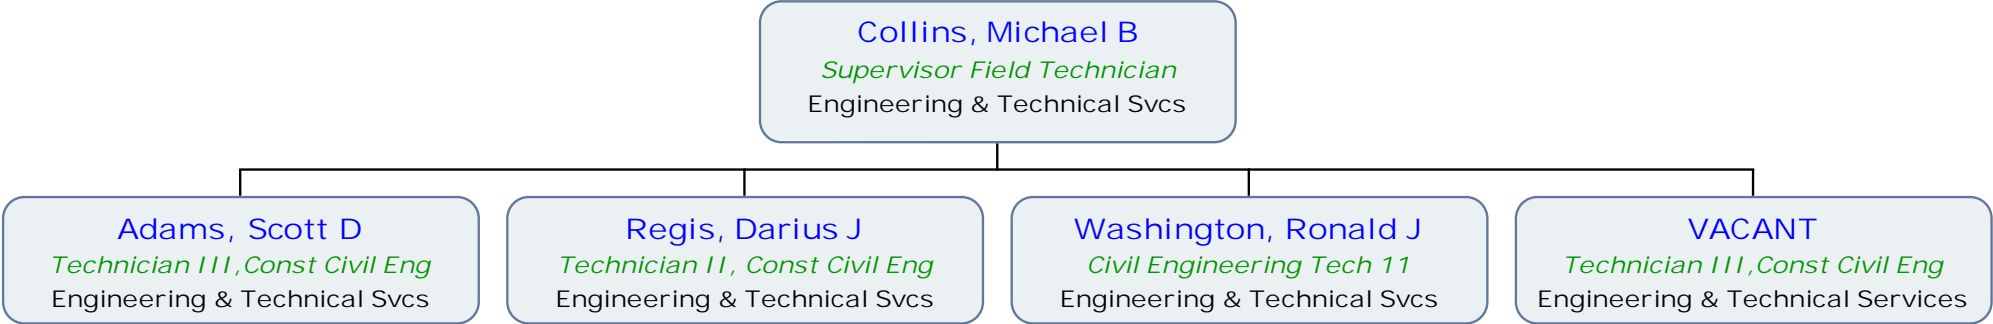 Collins, Michael B
Supervisor Field Technician
Engineering & Technical Svcs
Adams, Scott D
Technician III,Const Civil Eng
Engineering & Technical Svcs
Regis, Darius J
Technician II, Const Civil Eng
Engineering & Technical Svcs
Washington, Ronald J
Civil Engineering Tech 11
Engineering & Technical Svcs
VACANT
Technician III,Const Civil Eng
Engineering & Technical Services